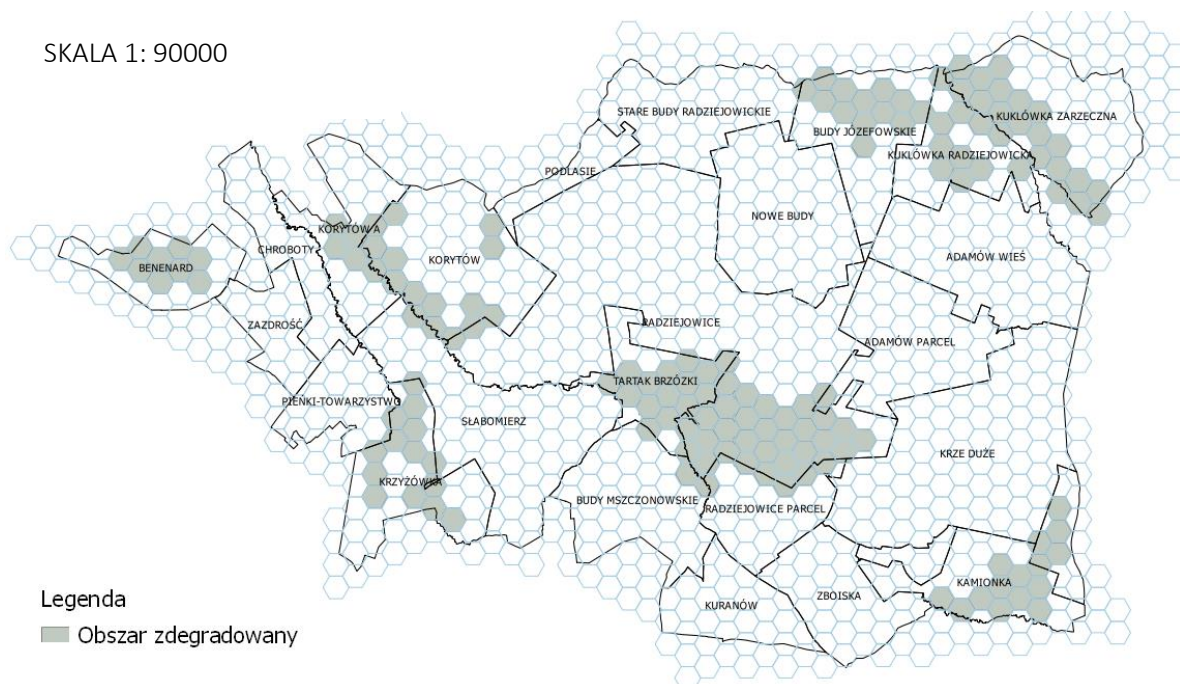 SKALA 1: 90000
STARE BUDY RADZIEJOWICKIE
KUKLÓWKA ZARZECZNA
BUDY JÓZEFOWSKIE
KUKLÓWKA RADZIEJOWICKA
PODLASIE
NOWE BUDY
KORYTÓW A
CHROBOTY
KORYTÓW
ADAMÓW WIEŚ
BENENARD
ZAZDROŚĆ
RADZIEJOWICE
ADAMÓW PARCEL
TARTAK BRZÓZKI
PIEŃKI-TOWARZYSTWO
SŁABOMIERZ
KRZE DUŻE
KRZYŻÓWKA
BUDY MSZCZONOWSKIE
RADZIEJOWICE PARCEL
KAMIONKA
ZBOISKA
KURANÓW
Legenda
Obszar zdegradowany